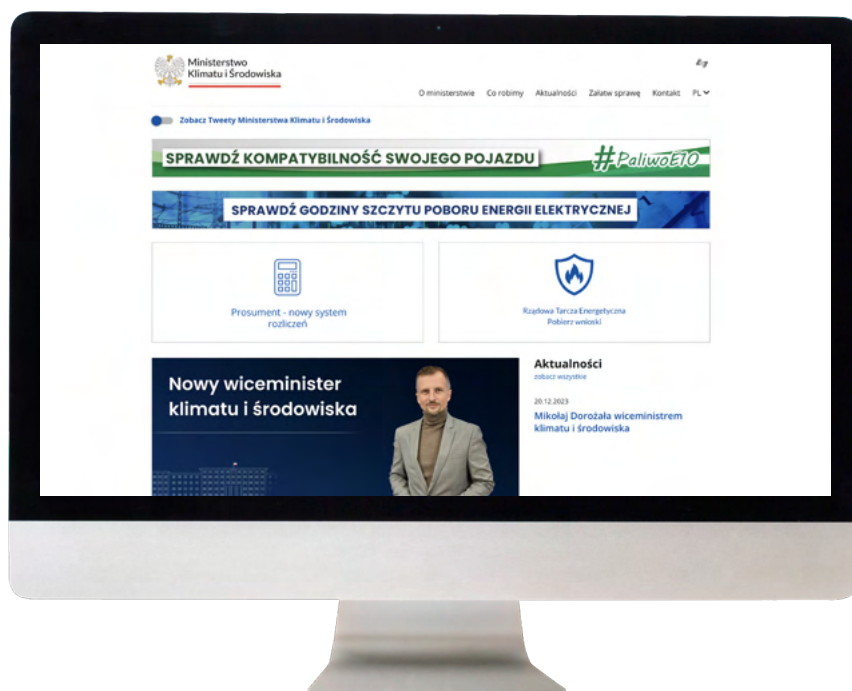 Ministerstwo
Klimatu i Środowiska
O ministerstwie Co robimy Aktualności Załatw sprawę Kontakt PL
Zobacz Tweety Ministerstwa Klimatu i Środowiska
SPRAWDŹ KOMPATYBILNOŚĆ SWOJEGO POJAZDU #PaliwoE10
SPRAWDŹ GODZINY SZCZYTU POBORU ENERGII ELEKTRYCZNEJ
Prosument - nowy system
rozliczeń
Rządowa Tarcza Energetyczna
Pobierz wnioski
Nowy wiceminister
klimatu i środowiska
Aktualności
zobacz wszystkie
20.12.2023
Mikołaj Dorożała wiceministrem
klimatu i środowiska